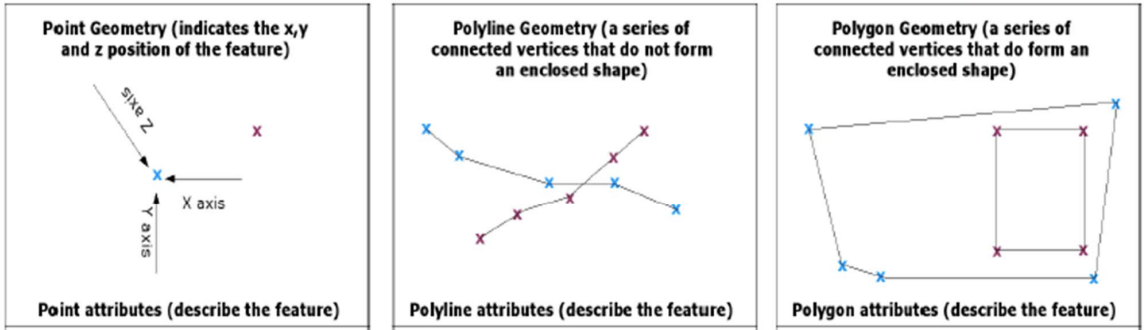 Point Geometry (indicates the x,y
and z position of the feature)
Z axis
X
X
X axis
Y axis
Point attributes (describe the feature)
Polyline Geometry (a series of
connected vertices that do not form
an enclosed shape)
X
X
X
X
X
X
X
X
X
X
Polyline attributes (describe the feature)
Polygon Geometry (a series of
connected vertices that do form an
enclosed shape)
X
X
X
X
X
X
X
X
X
Polygon attributes (describe the feature)